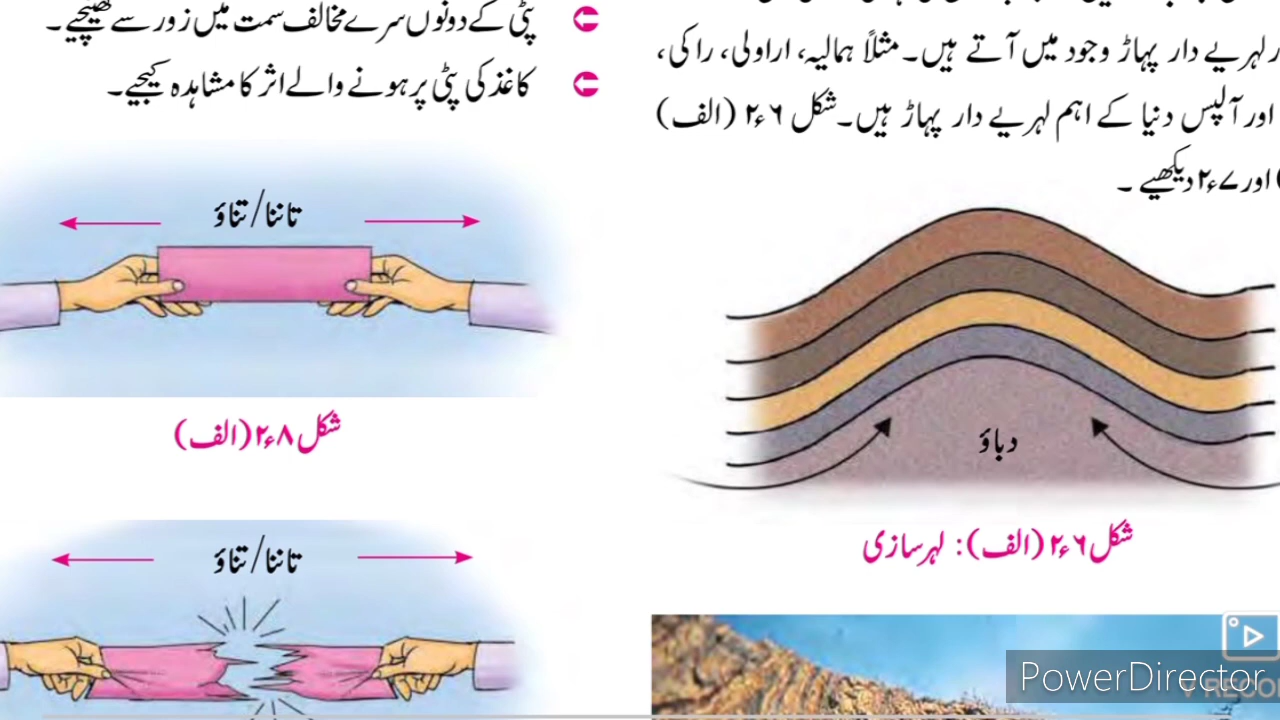 ر لہریے دار پہاڑ وجود میں آتے ہیں۔ مثلاً ہمالیہ، اراولی، راکی،
اور آلپس دنیا کے اہم لہریے دار پہاڑ ہیں۔ شکل ۲ء۶ (الف)
) اور ۲ء۷ دیکھیے ۔
دباؤ
شکل ۲ء۶ (الف): لہرسازی
پٹی کے دونوں سرے مخالف سمت میں زور سے کھینچیے۔
کاغذ کی پٹی پر ہونے والے اثر کا مشاہدہ کیجیے۔
تاننا/تناؤ
شکل ۲ء۸ (الف)
تاننا/تناؤ
PowerDirector